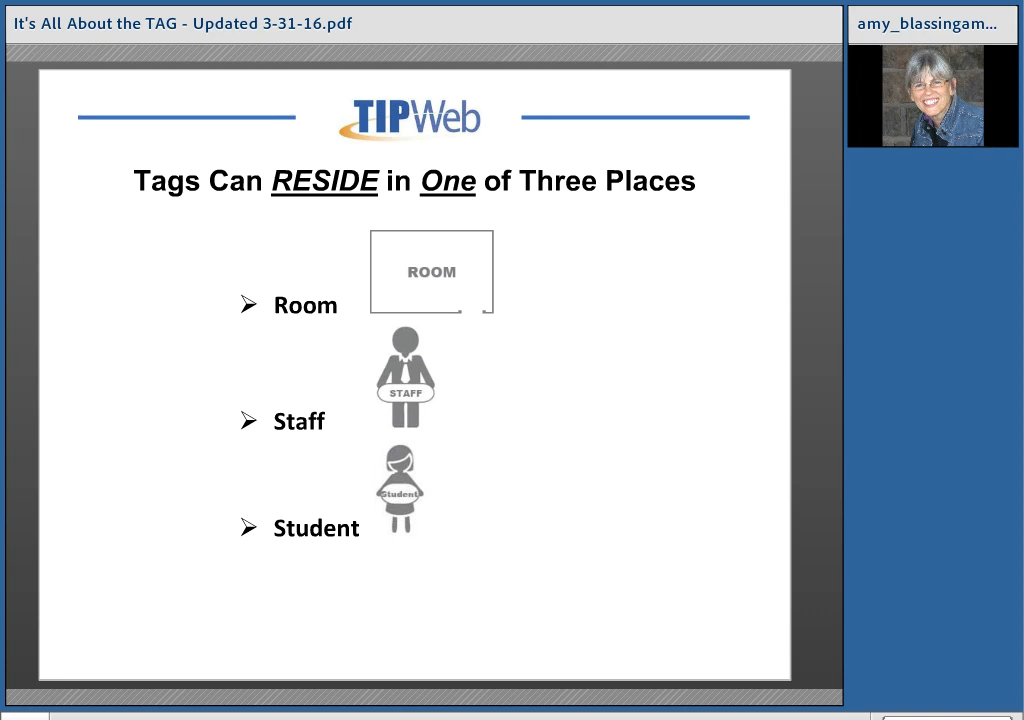 It's All About the TAG - Updated 3-31-16.pdf
amy_blassingam...
TIPWeb
Tags Can RESIDE in One of Three Places
ROOM
➢ Room
STAFF
➢ Staff
Student
➢ Student